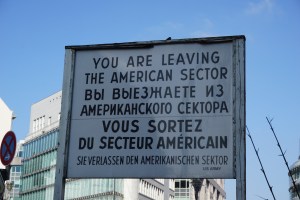 YOU ARE LEAVING
THE AMERICAN SECTOR
ВЫ ВЫЕЗЖАЕТЕ ИЗ
АМЕРИКАНСКОГО СЕКТОРА
VOUS SORTEZ
DU SECTEUR AMÉRICAIN
SIE VERLASSEN DEN AMERIKANISCHEN SEKTOR